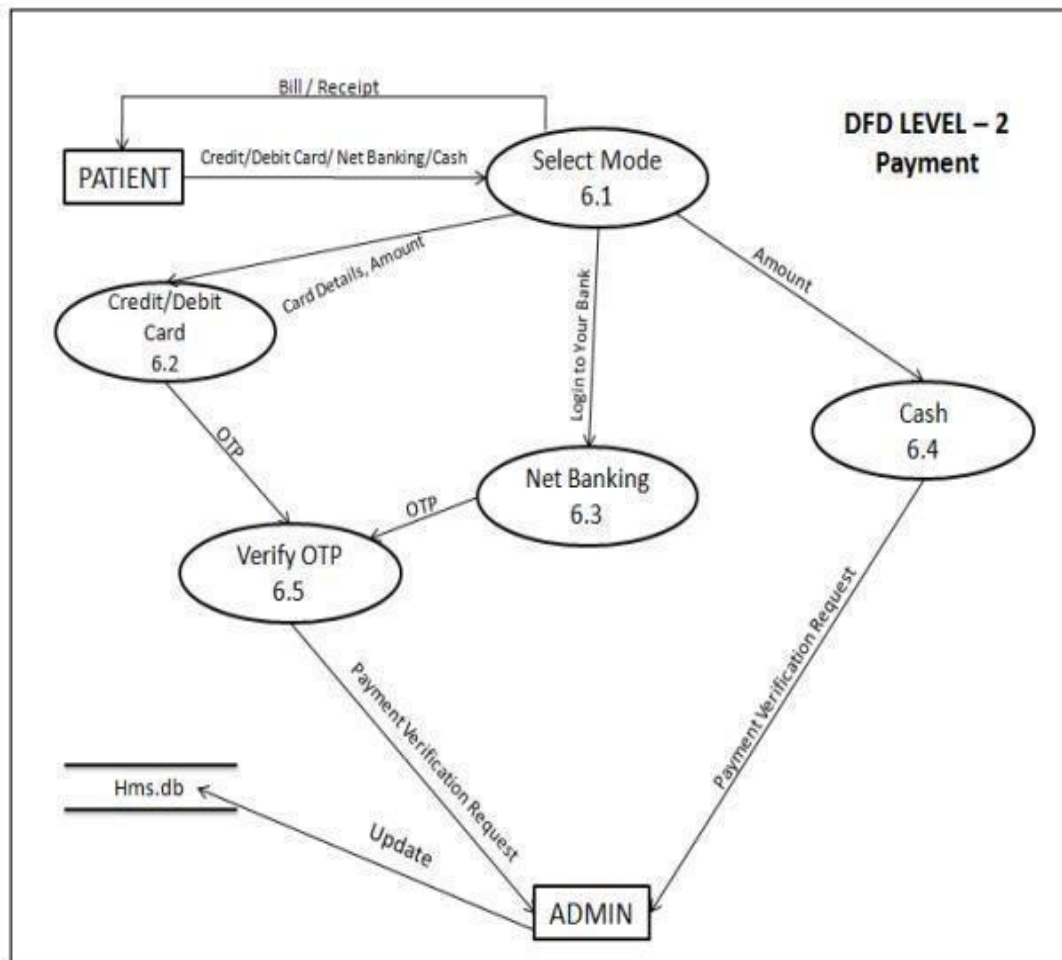 Bill / Receipt
DFD LEVEL – 2
Payment
PATIENT
Credit/Debit Card/ Net Banking/Cash
Select Mode
6.1
Card Details, Amount
Login to Your Bank
Amount
Credit/Debit
Card
6.2
Cash
6.4
OTP
Net Banking
6.3
OTP
Verify OTP
6.5
Payment Verification Request
Payment Verification Request
Hms.db
Update
ADMIN